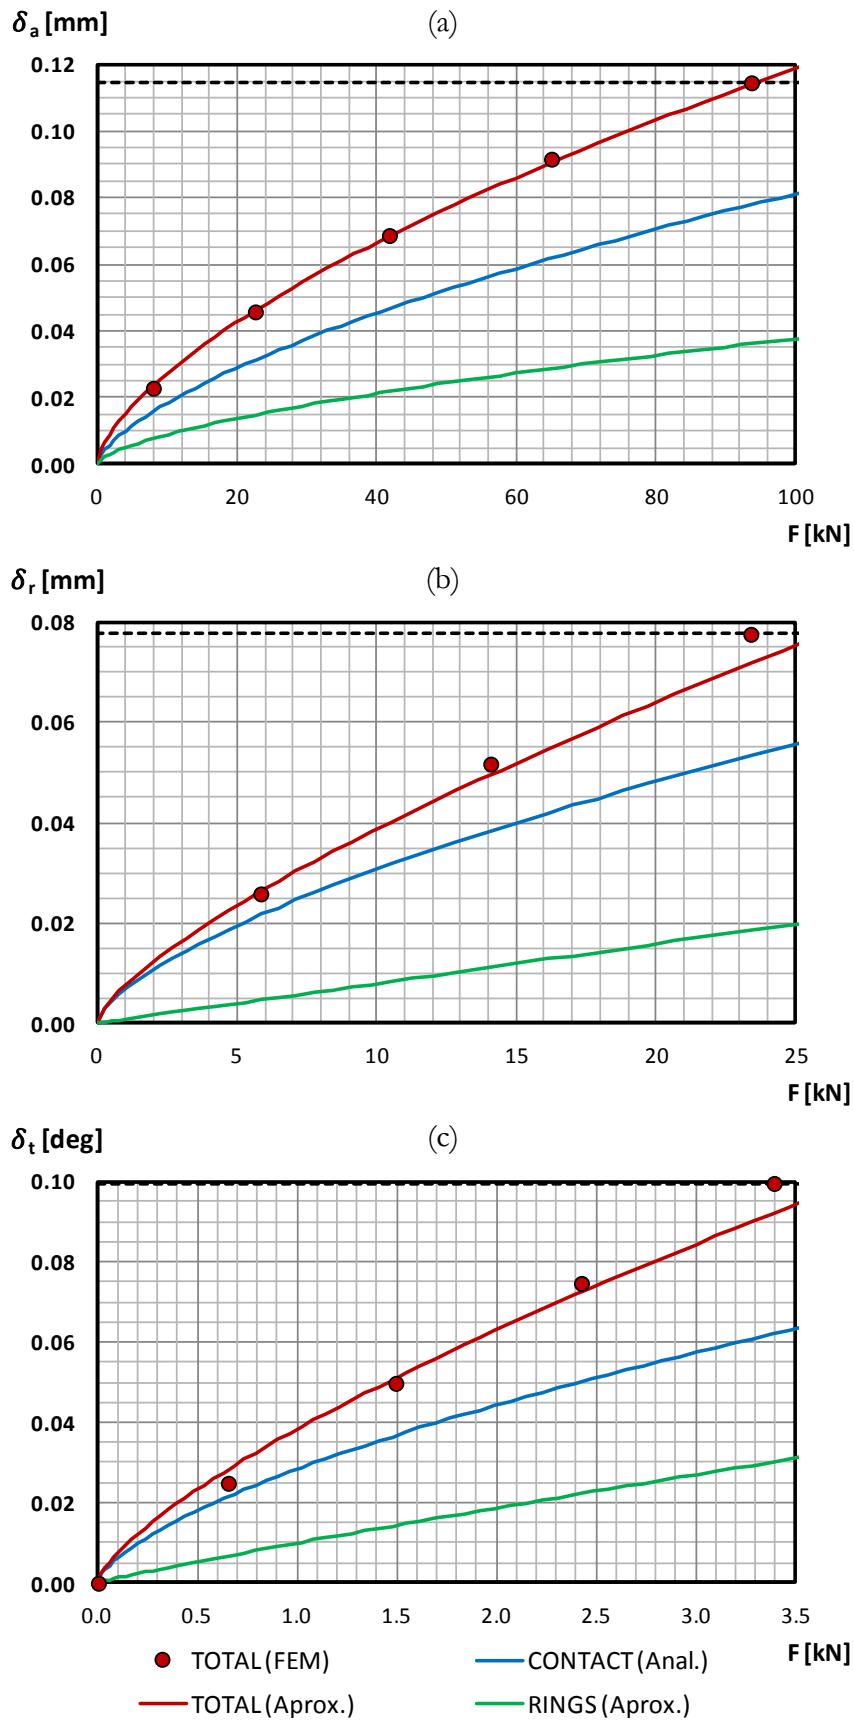 δa [mm] (a)
0.12
0.10
0.08
0.06
0.04
0.02
0.00
0 20 40 60 80 100
F [kN]
δr [mm] (b)
0.08
0.06
0.04
0.02
0.00
0 5 10 15 20 25
F [kN]
δt [deg] (c)
0.10
0.08
0.06
0.04
0.02
0.00
0.0 0.5 1.0 1.5 2.0 2.5 3.0 3.5
F [kN]
TOTAL (FEM) CONTACT (Anal.)
TOTAL (Aprox.) RINGS (Aprox.)